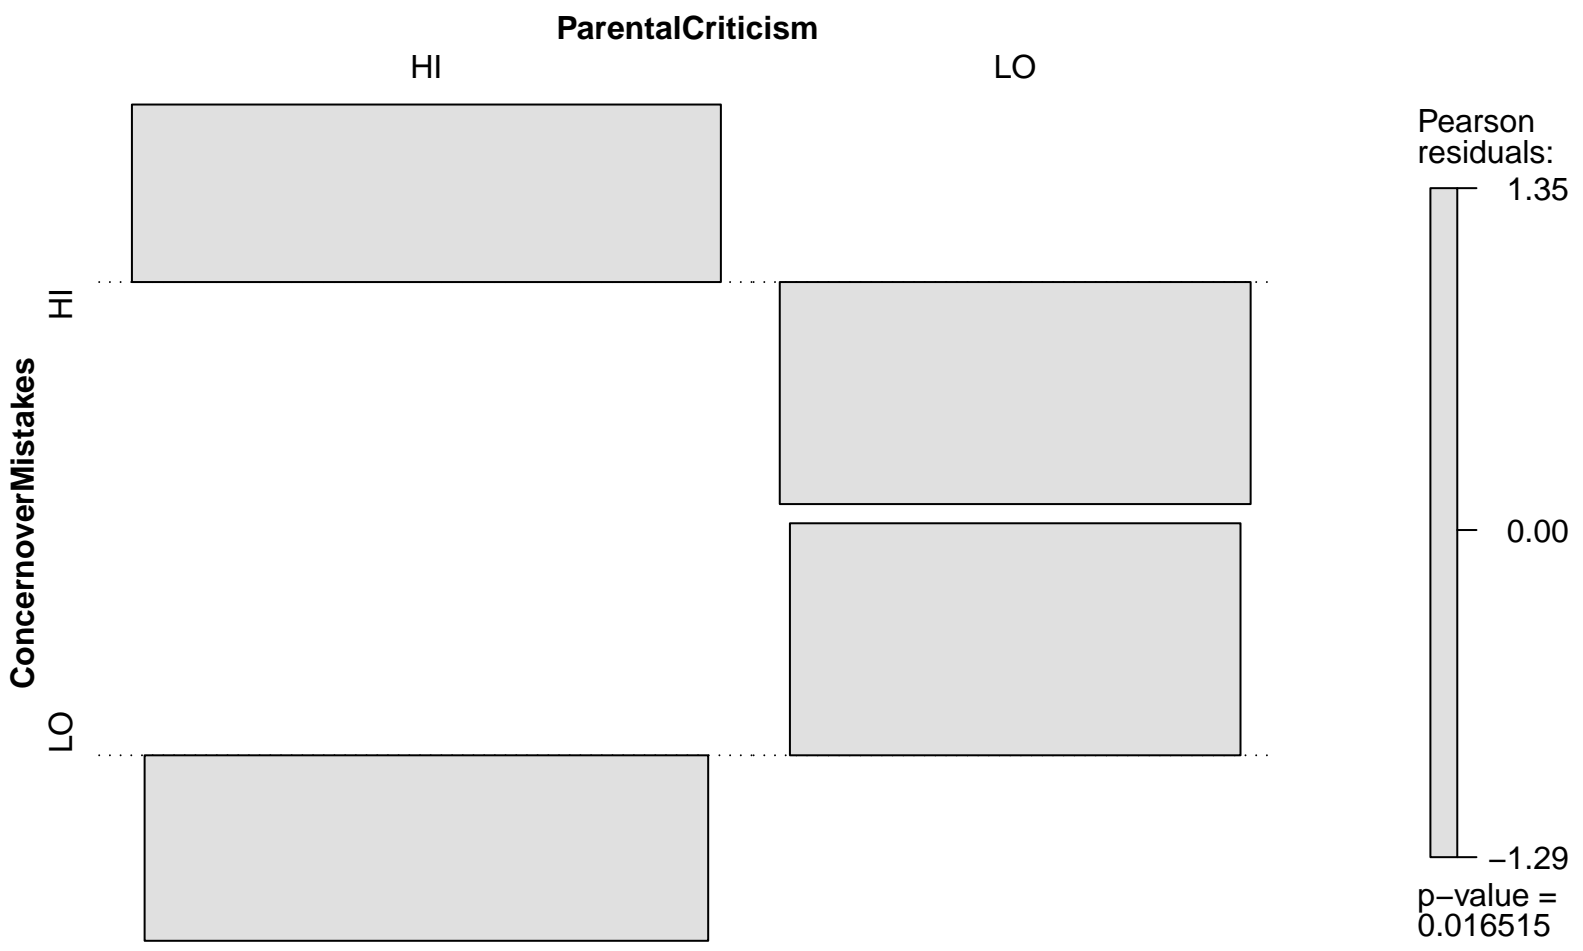 ParentalCriticism
HI
LO
ConcernoverMistakes
HI
LO
Pearson
residuals:
1.35
0.00
−1.29
p−value =
0.016515